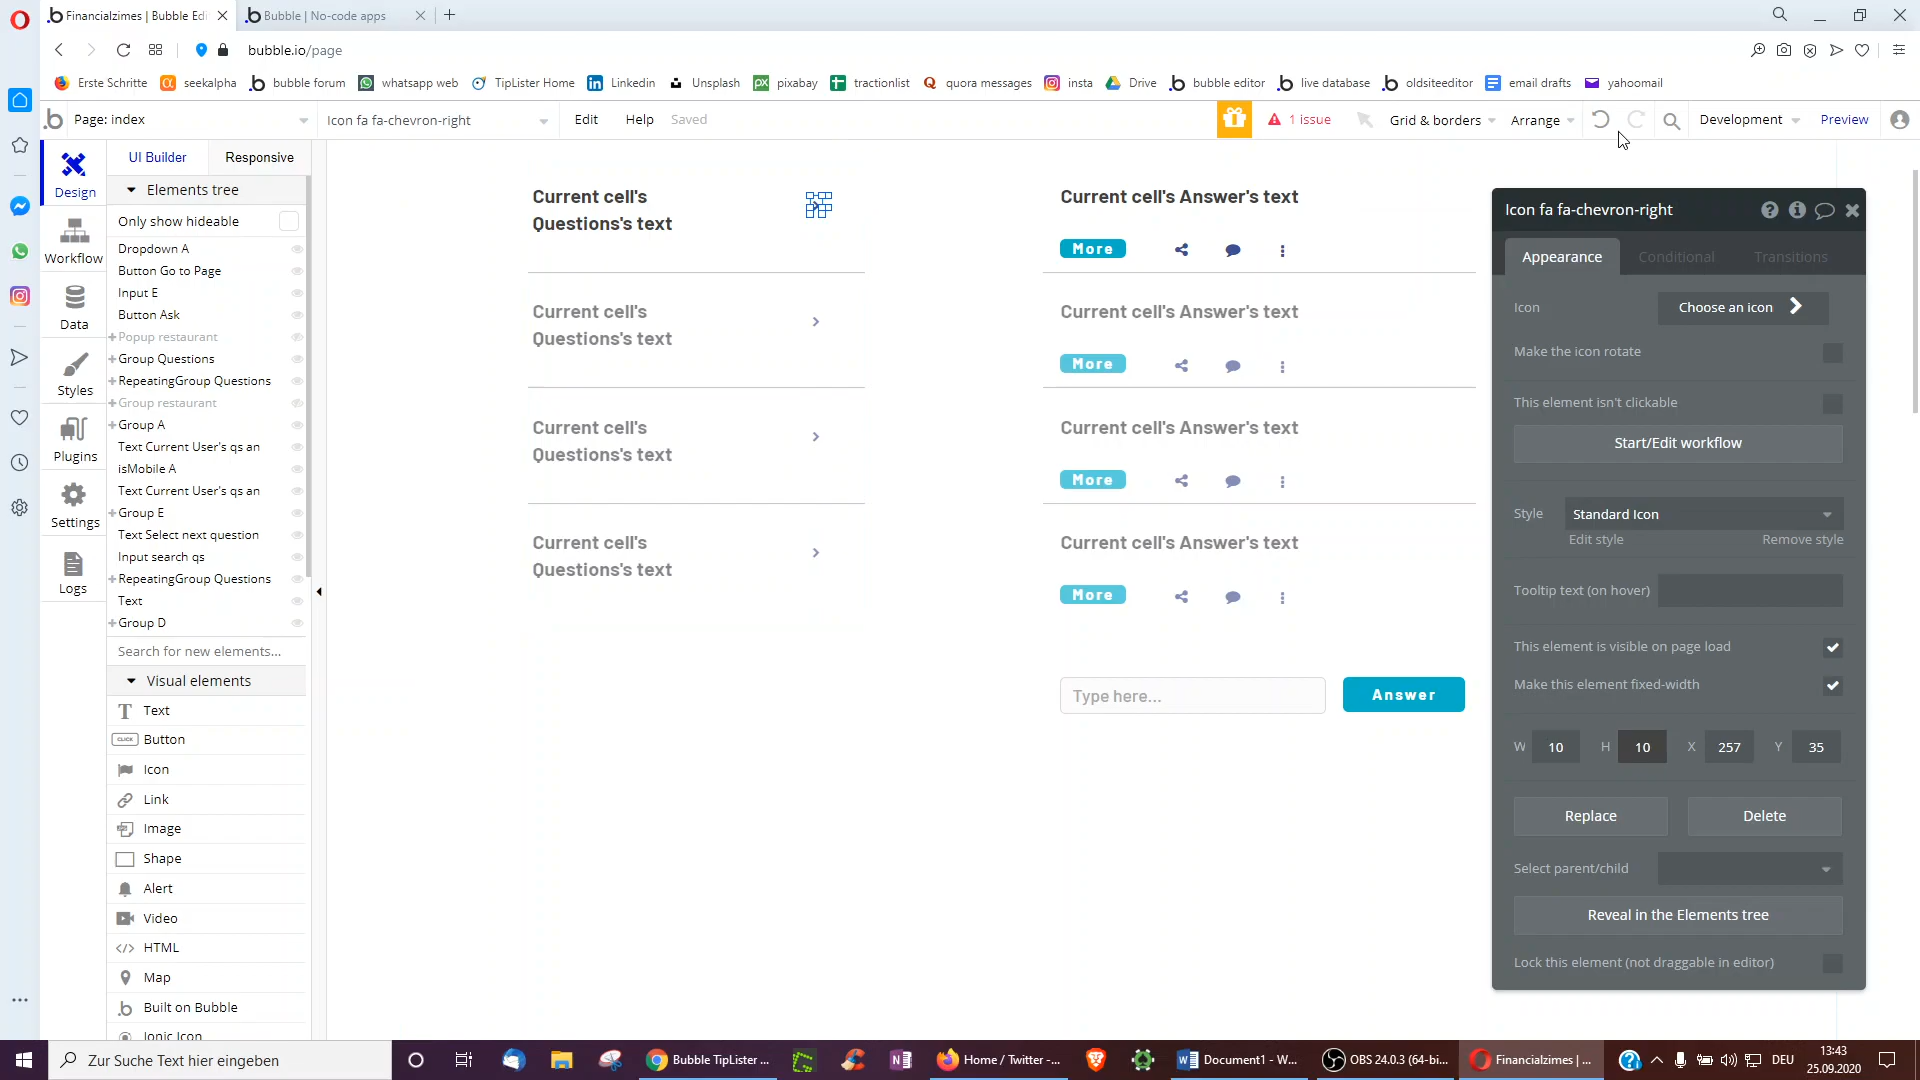 Financialzimes | Bubble Edi
Bubble | No-code apps
bubble.io/page
Erste Schritte
seekalpha
bubble forum
whatsapp web
TipLister Home
Linkedin
Unsplash
pixabay
tractionlist
quora messages
insta
Drive
bubble editor
live database
oldsiteeditor
email drafts
yahoomail
Page: index
Icon fa fa-chevron-right
Edit
Help
Saved
1 issue
Grid & borders
Arrange
Development
Preview
Design
Workflow
Data
Styles
Plugins
Settings
Logs
UI Builder
Responsive
Elements tree
Only show hideable
Dropdown A
Button Go to Page
Input E
Button Ask
Popup restaurant
Group Questions
RepeatingGroup Questions
Group restaurant
Group A
Text Current User's qs an
isMobile A
Text Current User's qs an
Group E
Text Select next question
Input search qs
RepeatingGroup Questions
Text
Group D
Search for new elements...
Visual elements
Text
CLICK Button
Icon
Link
Image
Shape
Alert
Video
HTML
Map
Built on Bubble
Ionic Icon
Current cell's
Questions's text
Current cell's
Questions's text
Current cell's
Questions's text
Current cell's
Questions's text
Current cell's Answer's text
More
Current cell's Answer's text
More
Current cell's Answer's text
More
Current cell's Answer's text
More
Type here...
Answer
Icon fa fa-chevron-right
Appearance
Conditional
Transitions
Icon
Choose an icon
Make the icon rotate
This element isn't clickable
Start/Edit workflow
Style
Standard Icon
Edit style
Remove style
Tooltip text (on hover)
This element is visible on page load
Make this element fixed-width
W 10 H 10 X 257 Y 35
Replace
Delete
Select parent/child
Reveal in the Elements tree
Lock this element (not draggable in editor)
Zur Suche Text hier eingeben
Bubble TipLister ...
Home / Twitter -...
Document1 - W...
OBS 24.0.3 (64-bi...
Financialzimes | ...
DEU
13:43
25.09.2020